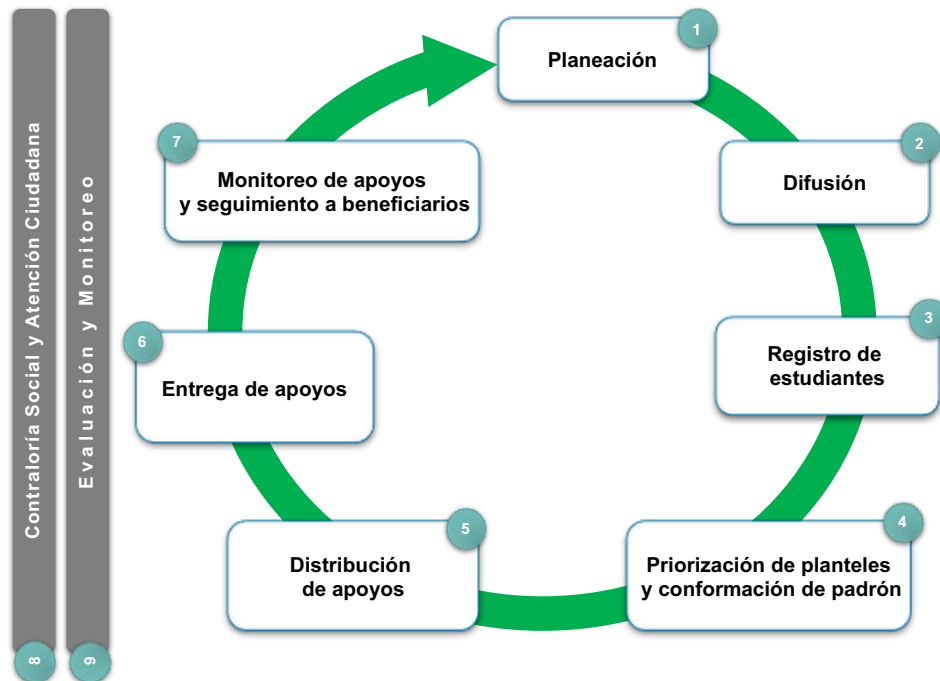 1
Planeación
2
Difusión
3
Registro de
estudiantes
4
Priorización de planteles
y conformación de padrón
5
Distribución
de apoyos
6
Entrega de apoyos
7
Monitoreo de apoyos
y seguimiento a beneficiarios
Contraloría Social y Atención Ciudadana
8
Evaluación y Monitoreo
9